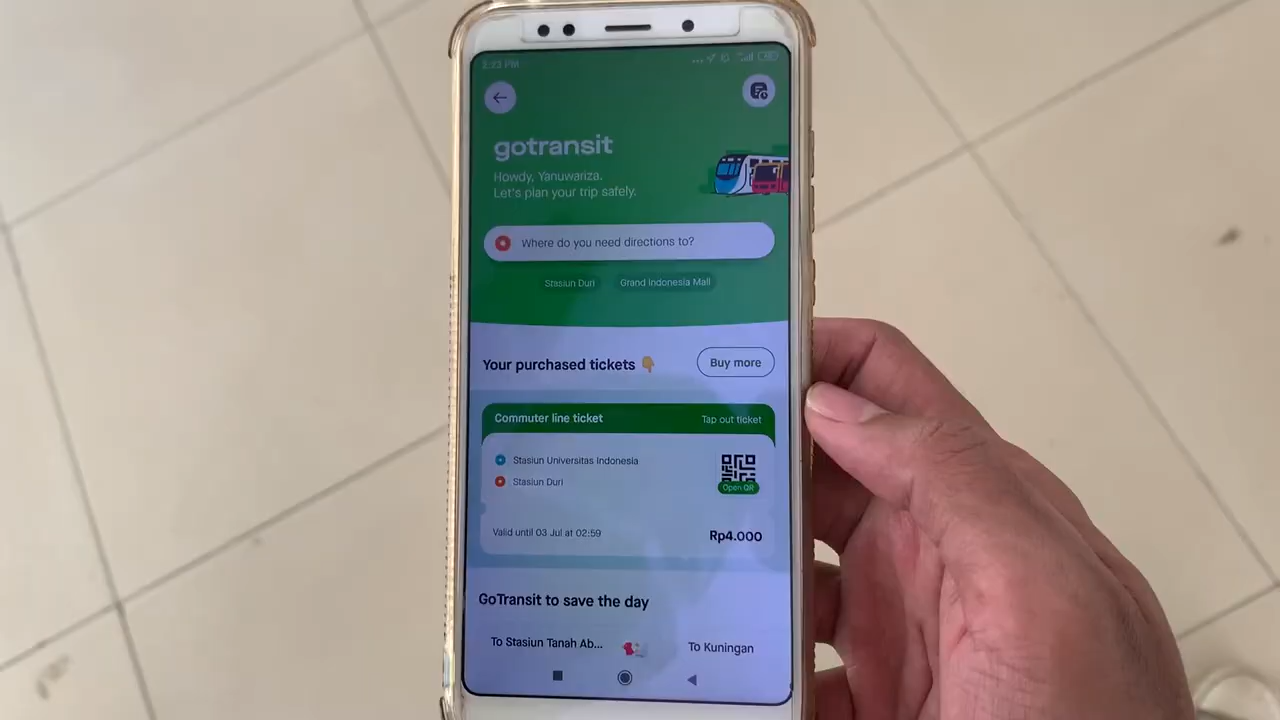 2:23 PM
gotransit
Howdy, Yanuwariza.
Let's plan your trip safely.
Where do you need directions to?
Stasiun Duri
Grand Indonesia Mall
Your purchased tickets 👇
Buy more
Commuter line ticket
Tap out ticket
Stasiun Universitas Indonesia
Stasiun Duri
Open QR
Valid until 03 Jul at 02:59
Rp4.000
GoTransit to save the day
To Stasiun Tanah Ab...
To Kuningan